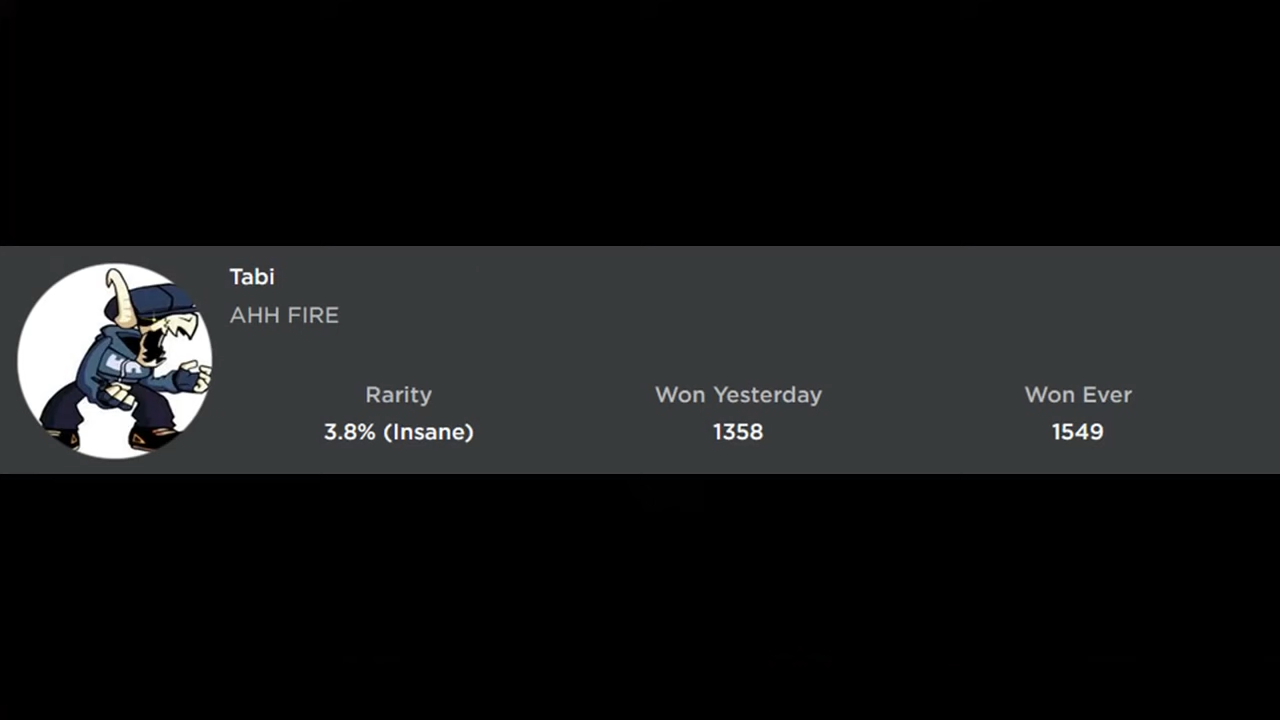 Tabi
AHH FIRE
Rarity Won Yesterday Won Ever
3.8% (Insane) 1358 1549